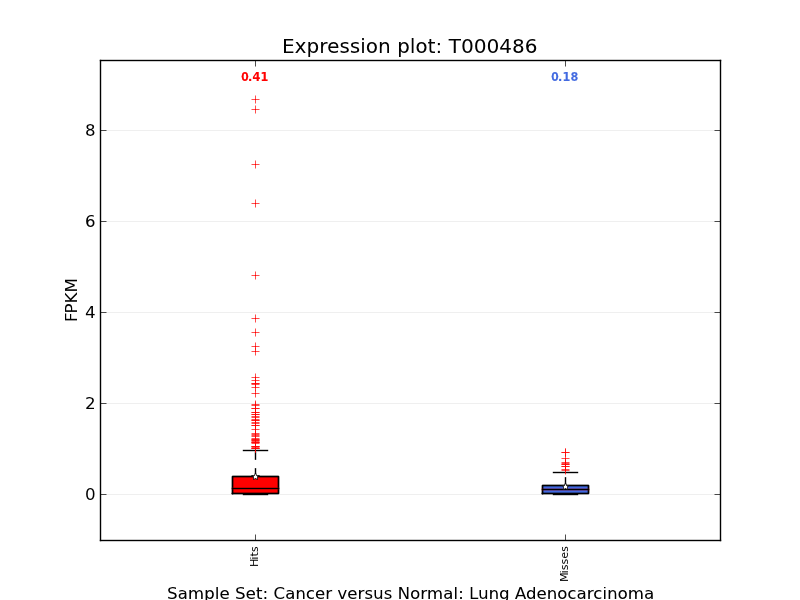 Expression plot: T000486
0.41
0.18
8
6
4
2
0
FPKM
Hits
Misses
Sample Set: Cancer versus Normal: Lung Adenocarcinoma